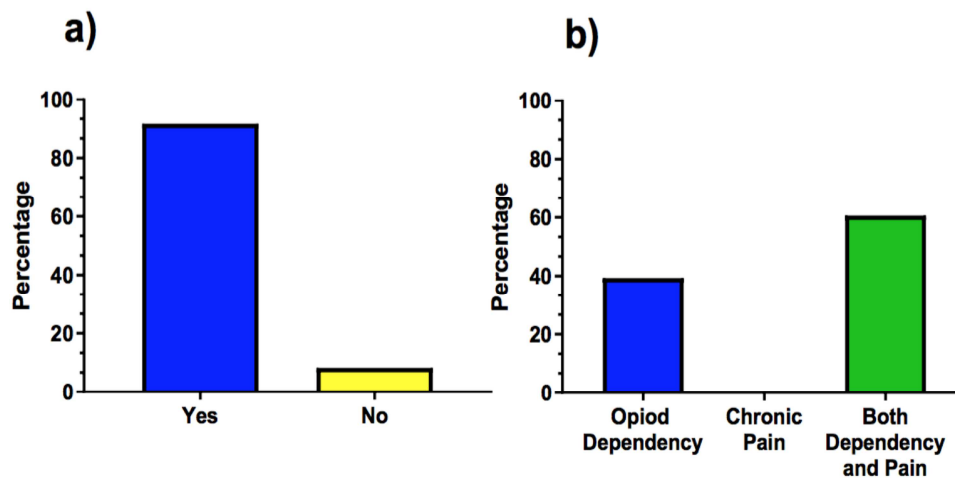 a)
Percentage
100
80
60
40
20
0
Yes
No
b)
Percentage
100
80
60
40
20
0
Opiod
Dependency
Chronic
Pain
Both
Dependency
and Pain